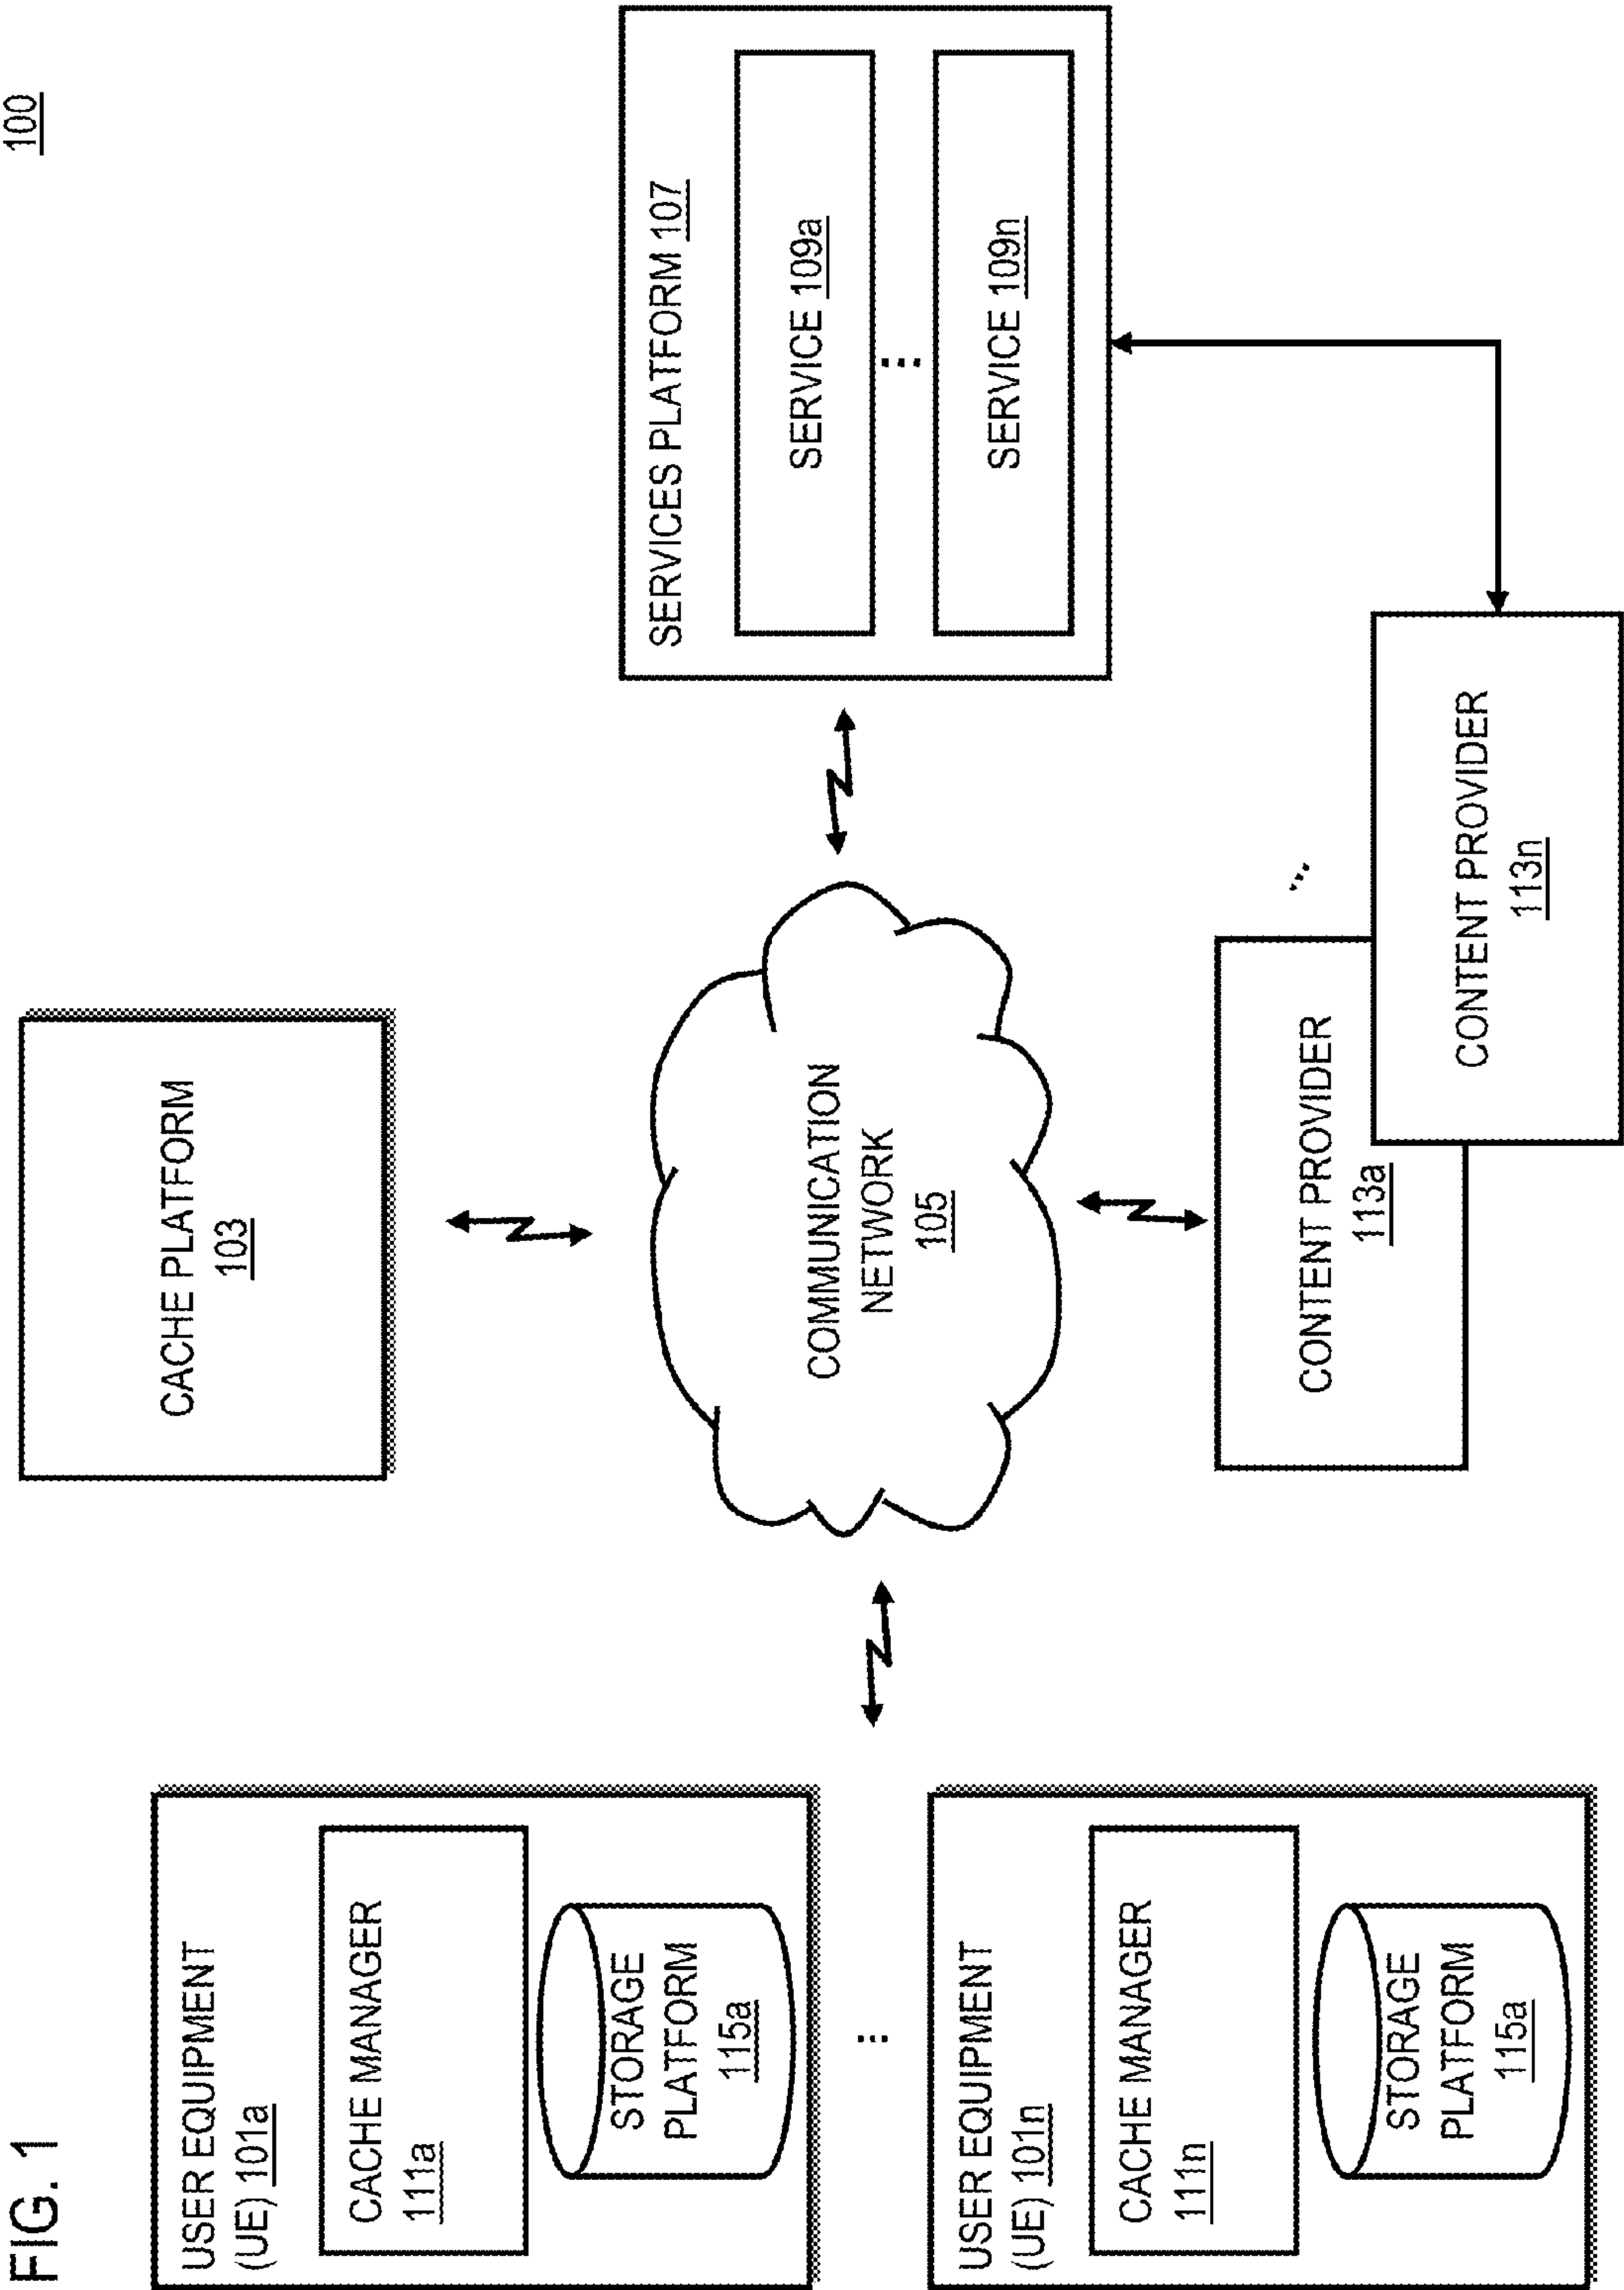 FIG. 1
100
USER EQUIPMENT
(UE) 101a
CACHE MANAGER
111a
STORAGE
PLATFORM
115a
...
USER EQUIPMENT
(UE) 101n
CACHE MANAGER
111n
STORAGE
PLATFORM
115a
CACHE PLATFORM
103
COMMUNICATION
NETWORK
105
CONTENT PROVIDER
113a
...
CONTENT PROVIDER
113n
SERVICES PLATFORM 107
SERVICE 109a
...
SERVICE 109n